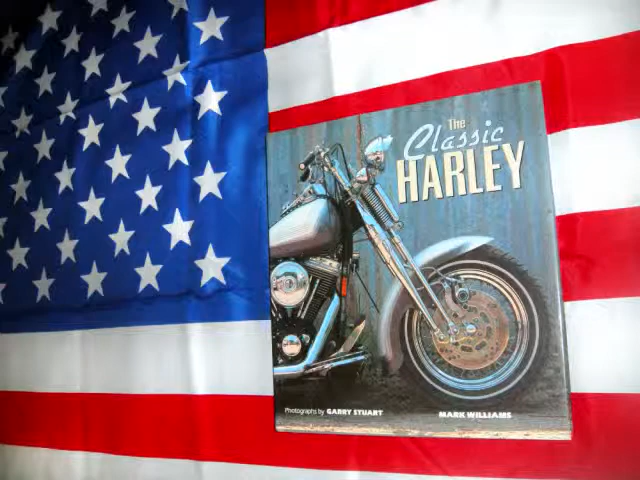 The
Classic
HARLEY
Photographs by GARRY STUART
MARK WILLIAMS